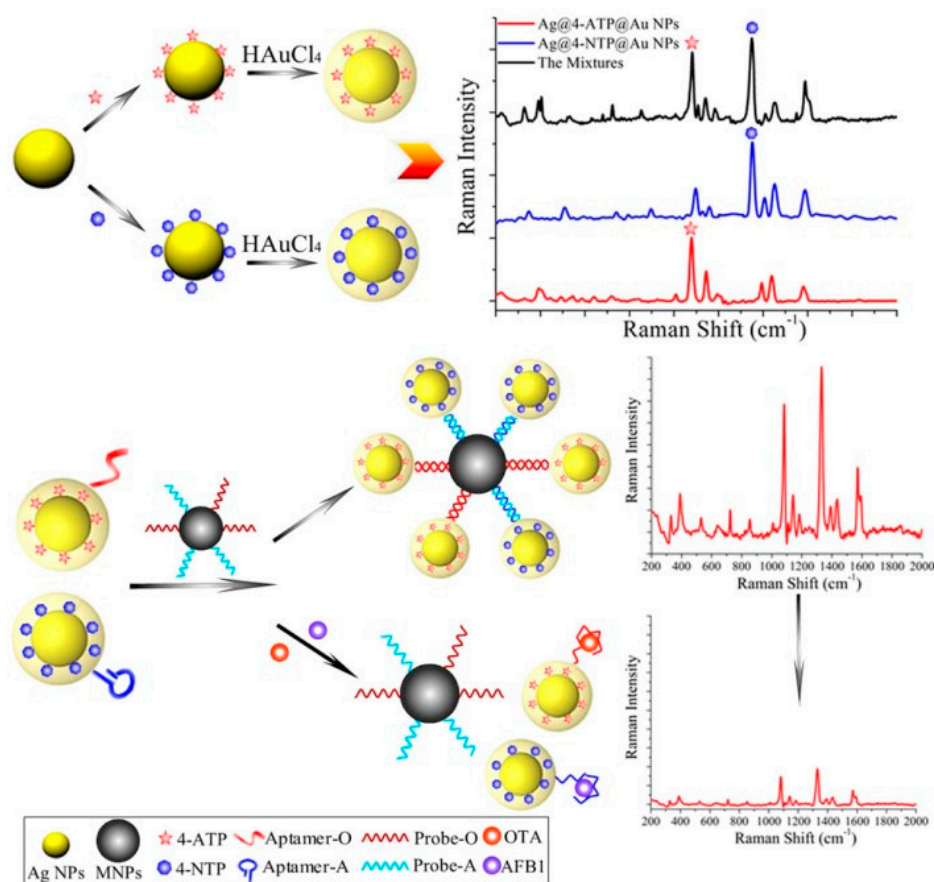 HAuCl4
HAuCl4
Ag@4-ATP@Au NPs
Ag@4-NTP@Au NPs
The Mixtures
Raman Intensity
Raman Shift (cm-1)
Raman Intensity
200 400 600 800 1000 1200 1400 1600 1800 2000
Raman Shift (cm-1)
Raman Intensity
200 400 600 800 1000 1200 1400 1600 1800 2000
Raman Shift (cm-1)
Ag NPs
MNPs
4-ATP
4-NTP
Aptamer-O
Aptamer-A
Probe-O
Probe-A
OTA
AFB1